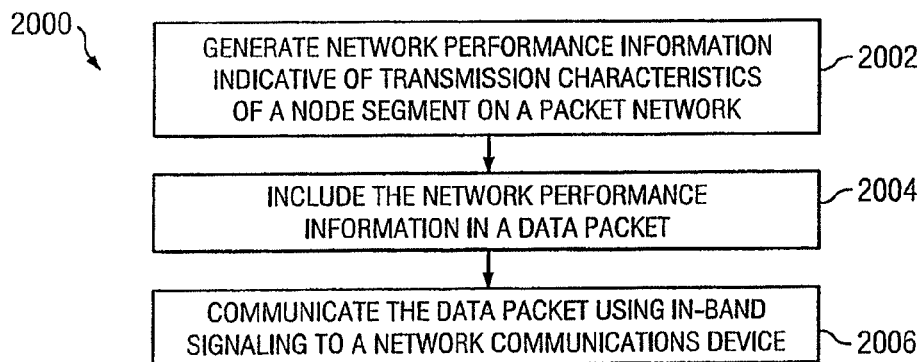 2000
GENERATE NETWORK PERFORMANCE INFORMATION
INDICATIVE OF TRANSMISSION CHARACTERISTICS
OF A NODE SEGMENT ON A PACKET NETWORK
2002
INCLUDE THE NETWORK PERFORMANCE
INFORMATION IN A DATA PACKET
2004
COMMUNICATE THE DATA PACKET USING IN-BAND
SIGNALING TO A NETWORK COMMUNICATIONS DEVICE
2006